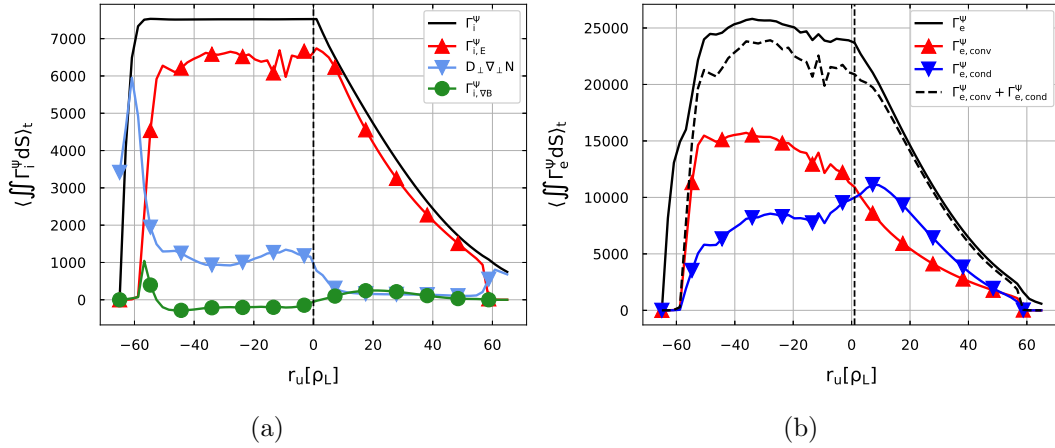 ⟨∬Γ_i^Ψ dS⟩_t
7000
6000
5000
4000
3000
2000
1000
0
−60 −40 −20 0 20 40 60
r_u[ρ_L]
Γ_i^Ψ
Γ_{i,E}^Ψ
D_⊥∇_⊥N
Γ_{i,∇B}^Ψ
(a)
⟨∬Γ_e^Ψ dS⟩_t
25000
20000
15000
10000
5000
0
−60 −40 −20 0 20 40 60
r_u[ρ_L]
Γ_e^Ψ
Γ_{e,conv}^Ψ
Γ_{e,cond}^Ψ
Γ_{e,conv}^Ψ + Γ_{e,cond}^Ψ
(b)